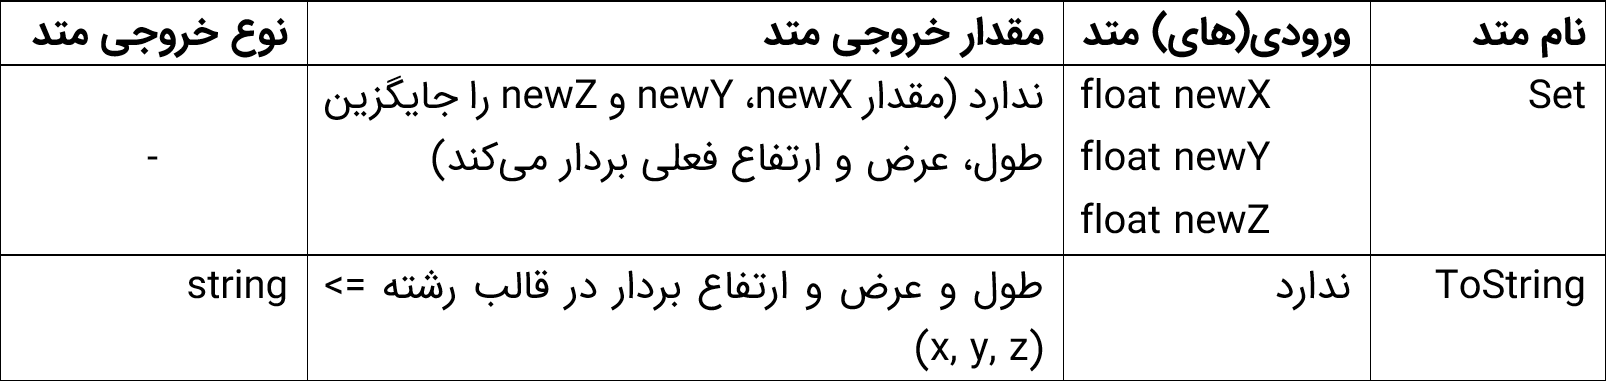 نام متد ورودی(های) متد مقدار خروجی متد نوع خروجی متد
Set
float newX
float newY
float newZ
ندارد (مقدار newX، newY و newZ را جایگزین
طول، عرض و ارتفاع فعلی بردار می‌کند)
-
ToString
ندارد
طول و عرض و ارتفاع بردار در قالب رشته =>
(x, y, z)
string